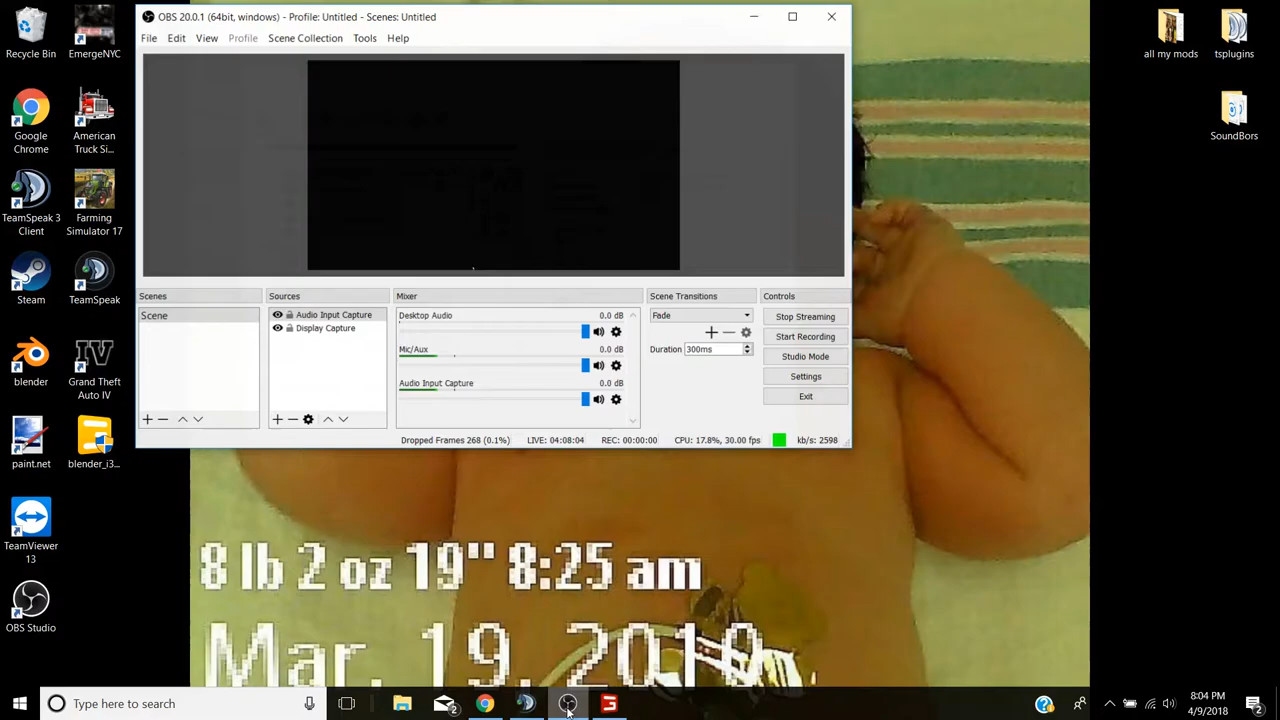 OBS 20.0.1 (64bit, windows) - Profile: Untitled - Scenes: Untitled
File Edit View Profile Scene Collection Tools Help
Recycle Bin
EmergeNYC
Google Chrome
American Truck Si...
TeamSpeak 3 Client
Farming Simulator 17
Steam
TeamSpeak
blender
Grand Theft Auto IV
paint.net
blender_i3...
TeamViewer 13
OBS Studio
all my mods
tsplugins
SoundBors
Scenes
Scene
Sources
Audio Input Capture
Display Capture
Mixer
Desktop Audio 0.0 dB
Mic/Aux 0.0 dB
Audio Input Capture 0.0 dB
Scene Transitions
Fade
Duration 300ms
Controls
Stop Streaming
Start Recording
Studio Mode
Settings
Exit
Dropped Frames 268 (0.1%) LIVE: 04:08:04 REC: 00:00:00 CPU: 17.8%, 30.00 fps kb/s: 2598
8 lb 2 oz 19" 8:25 am
Mar. 19, 2010
Type here to search
2
8:04 PM
4/9/2018
2